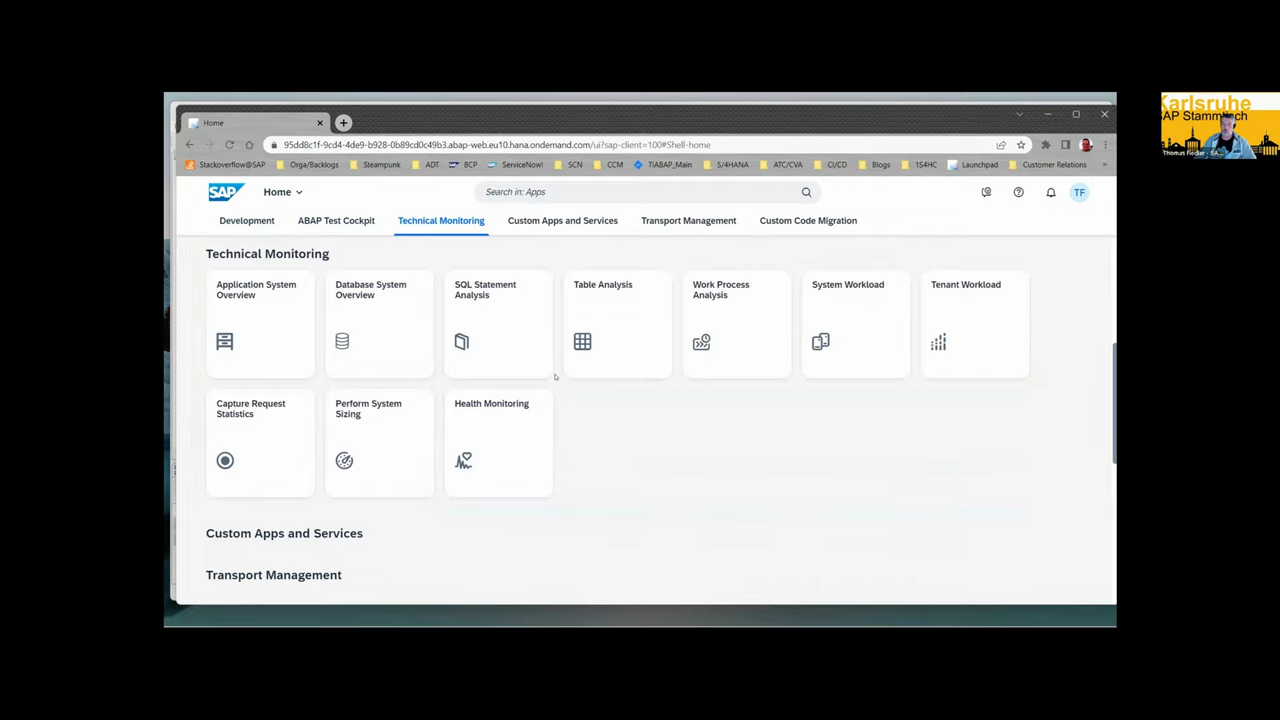 Home
95dd8c1f-9cd4-4de9-b928-0b89cd0c49b3.abap-web.eu10.hana.ondemand.com/ui?sap-client=100#Shell-home
Stackoverflow@SAP Orga/Backlogs Steampunk ADT BCP ServiceNow! SCN CCM TIABAP_Main S/4HANA ATC/CVA CI/CD Blogs 1S4HC Launchpad Customer Relations
SAP Home Search in: Apps TF
Development ABAP Test Cockpit Technical Monitoring Custom Apps and Services Transport Management Custom Code Migration
Technical Monitoring
Application System
Overview
Database System
Overview
SQL Statement
Analysis
Table Analysis
Work Process
Analysis
System Workload
Tenant Workload
Capture Request
Statistics
Perform System
Sizing
Health Monitoring
Custom Apps and Services
Transport Management
Karlsruhe
SAP Stammtisch
Thomas Fiedler - SA...